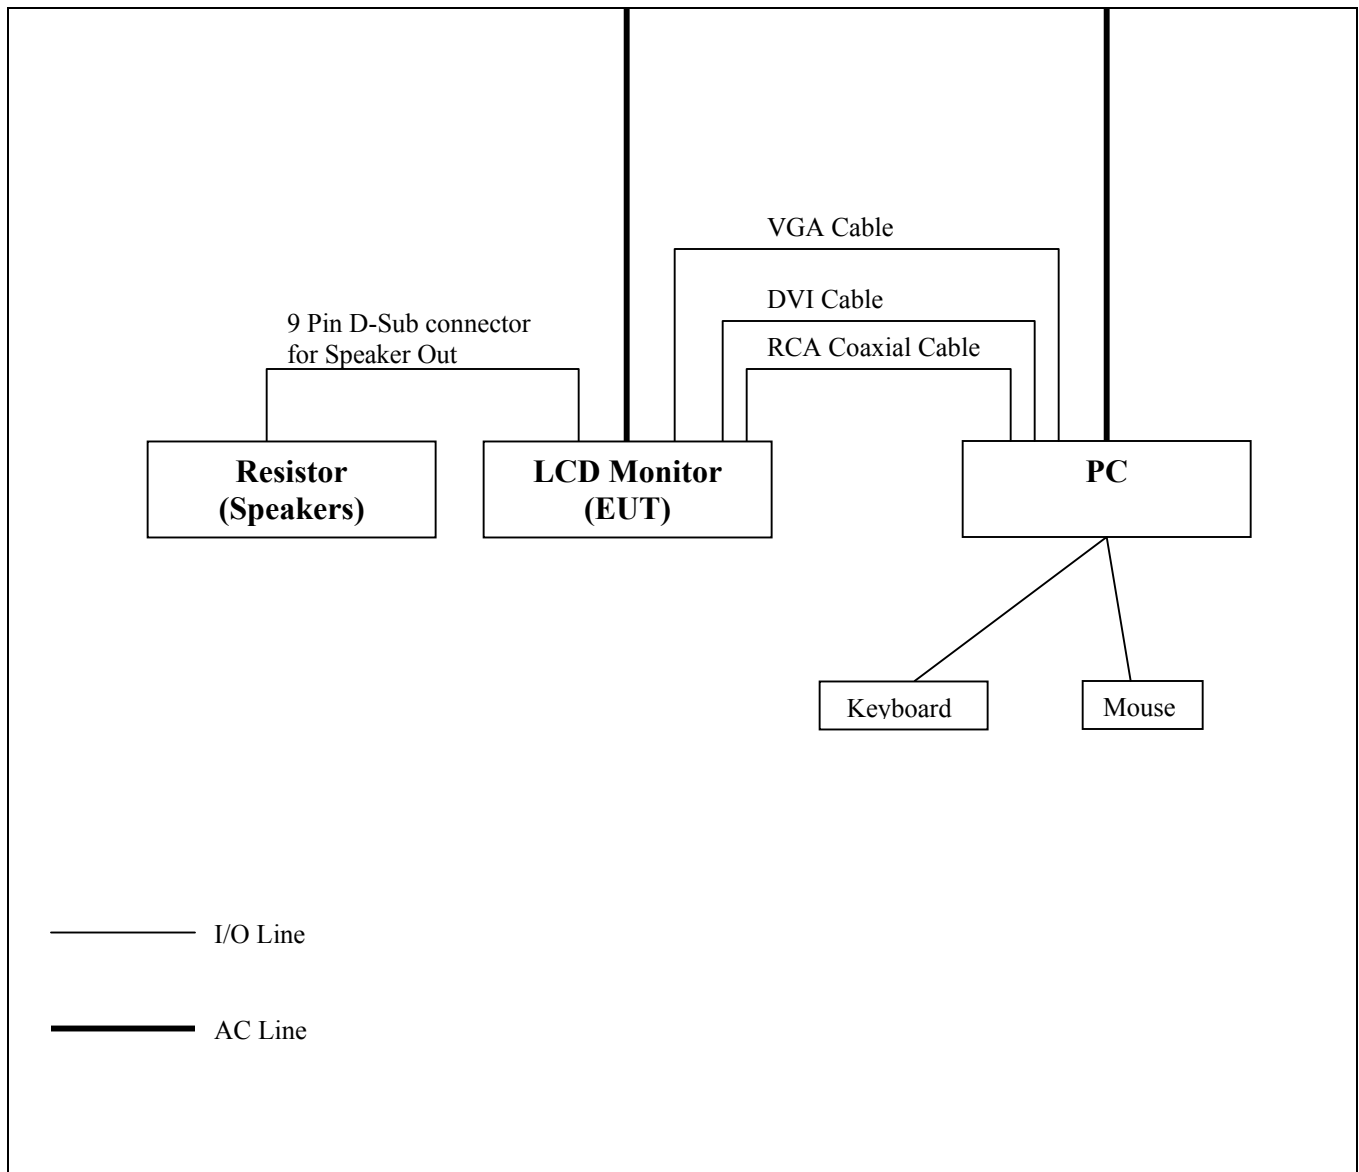 VGA Cable
DVI Cable
9 Pin D-Sub connector
for Speaker Out
RCA Coaxial Cable
Resistor
(Speakers)
LCD Monitor
(EUT)
PC
Keyboard
Mouse
I/O Line
AC Line